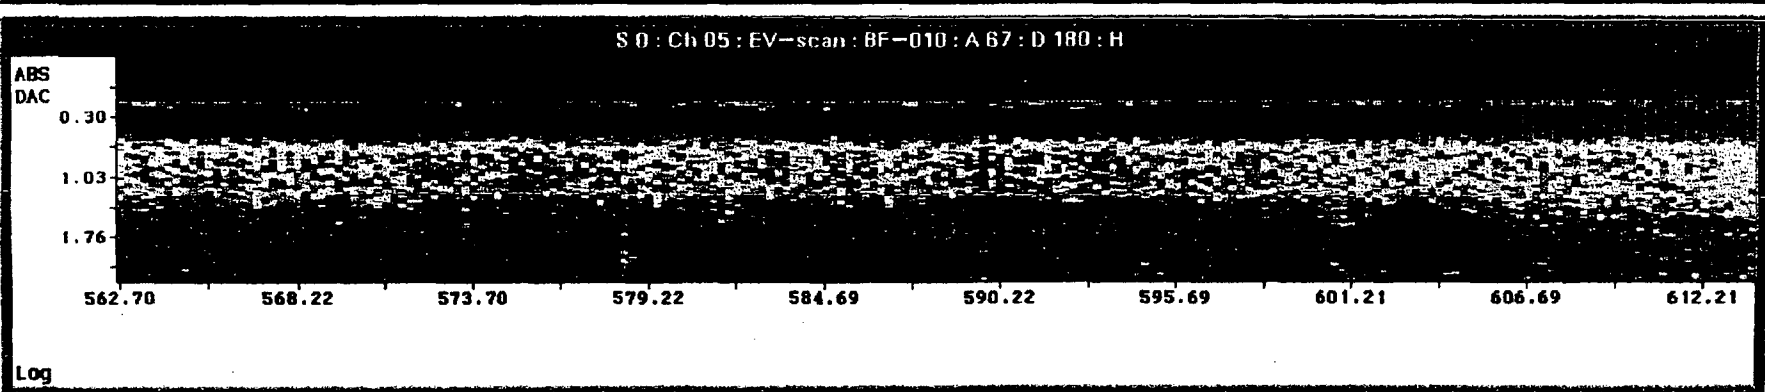 S 0 : Ch 05 : EV-scan : BF-010 : A 67 : D 180 : H
ABS
DAC
0.30
1.03
1.76
562.70 568.22 573.70 579.22 584.69 590.22 595.69 601.21 606.69 612.21
Log